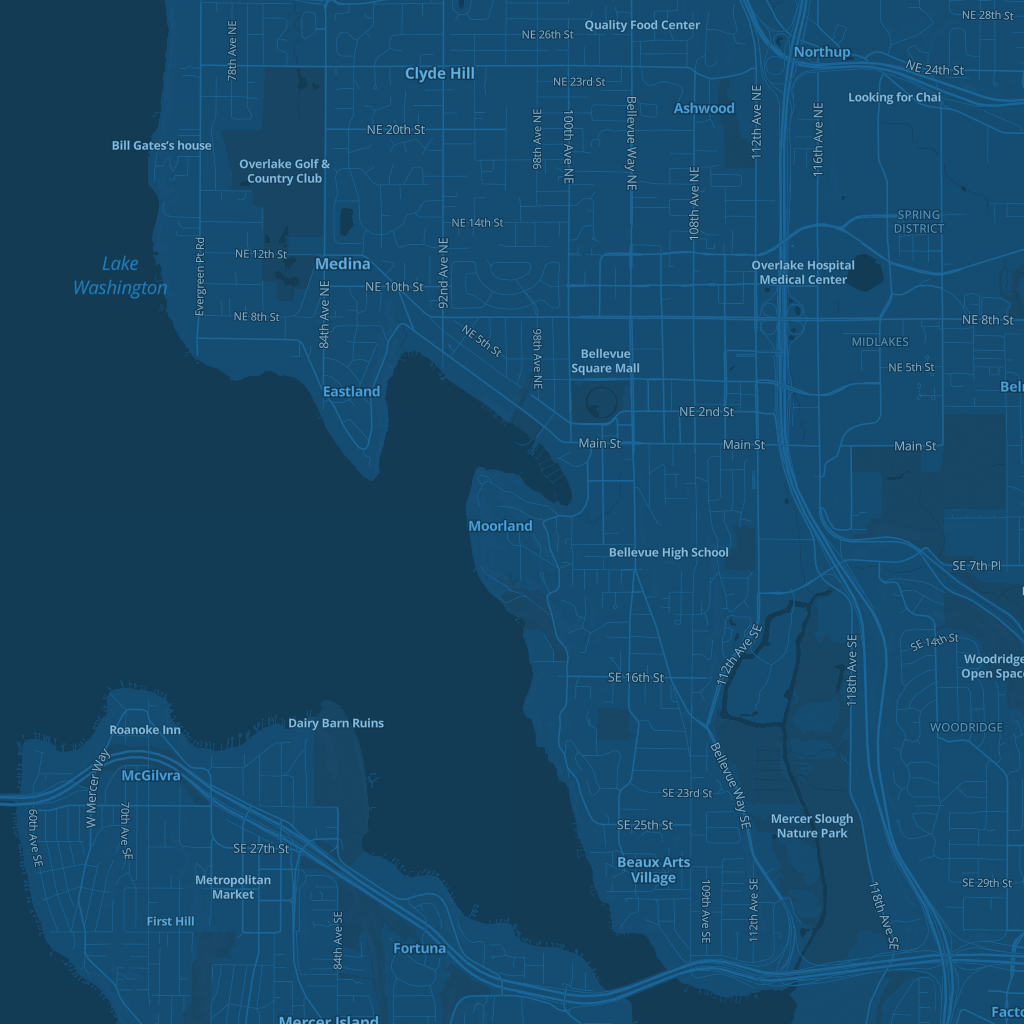 NE 28th St
Quality Food Center
NE 26th St
78th Ave NE
Northup
NE 24th St
Clyde Hill
NE 23rd St
Looking for Chai
Ashwood
112th Ave NE
116th Ave NE
NE 20th St
98th Ave NE
100th Ave NE
Bellevue Way NE
Bill Gates's house
Overlake Golf &
Country Club
108th Ave NE
NE 14th St
SPRING
DISTRICT
Lake
Washington
Evergreen Pt Rd
NE 12th St
Medina
92nd Ave NE
Overlake Hospital
Medical Center
NE 10th St
84th Ave NE
NE 8th St
NE 8th St
NE 5th St
98th Ave NE
MIDLAKES
Bellevue
Square Mall
NE 5th St
Eastland
Bel
NE 2nd St
Main St
Main St
Main St
Moorland
Bellevue High School
SE 7th Pl
112th Ave SE
118th Ave SE
SE 14th St
Woodridge
Open Space
SE 16th St
Dairy Barn Ruins
Roanoke Inn
WOODRIDGE
McGilvra
W Mercer Way
Bellevue Way SE
SE 23rd St
60th Ave SE
70th Ave SE
SE 25th St
Mercer Slough
Nature Park
SE 27th St
Beaux Arts
Village
Metropolitan
Market
SE 29th St
109th Ave SE
112th Ave SE
118th Ave SE
First Hill
84th Ave SE
Fortuna
Mercer Island
Facto